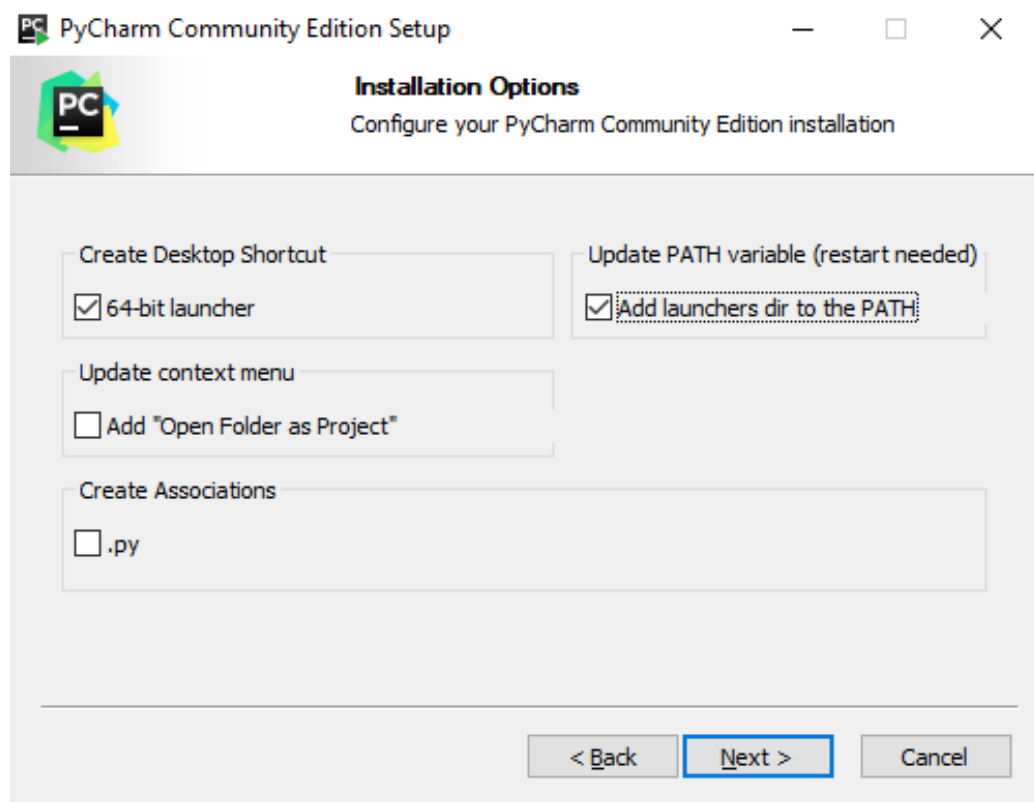 PyCharm Community Edition Setup
PC
Installation Options
Configure your PyCharm Community Edition installation
Create Desktop Shortcut
64-bit launcher
Update PATH variable (restart needed)
Add launchers dir to the PATH
Update context menu
Add "Open Folder as Project"
Create Associations
.py
< Back
Next >
Cancel